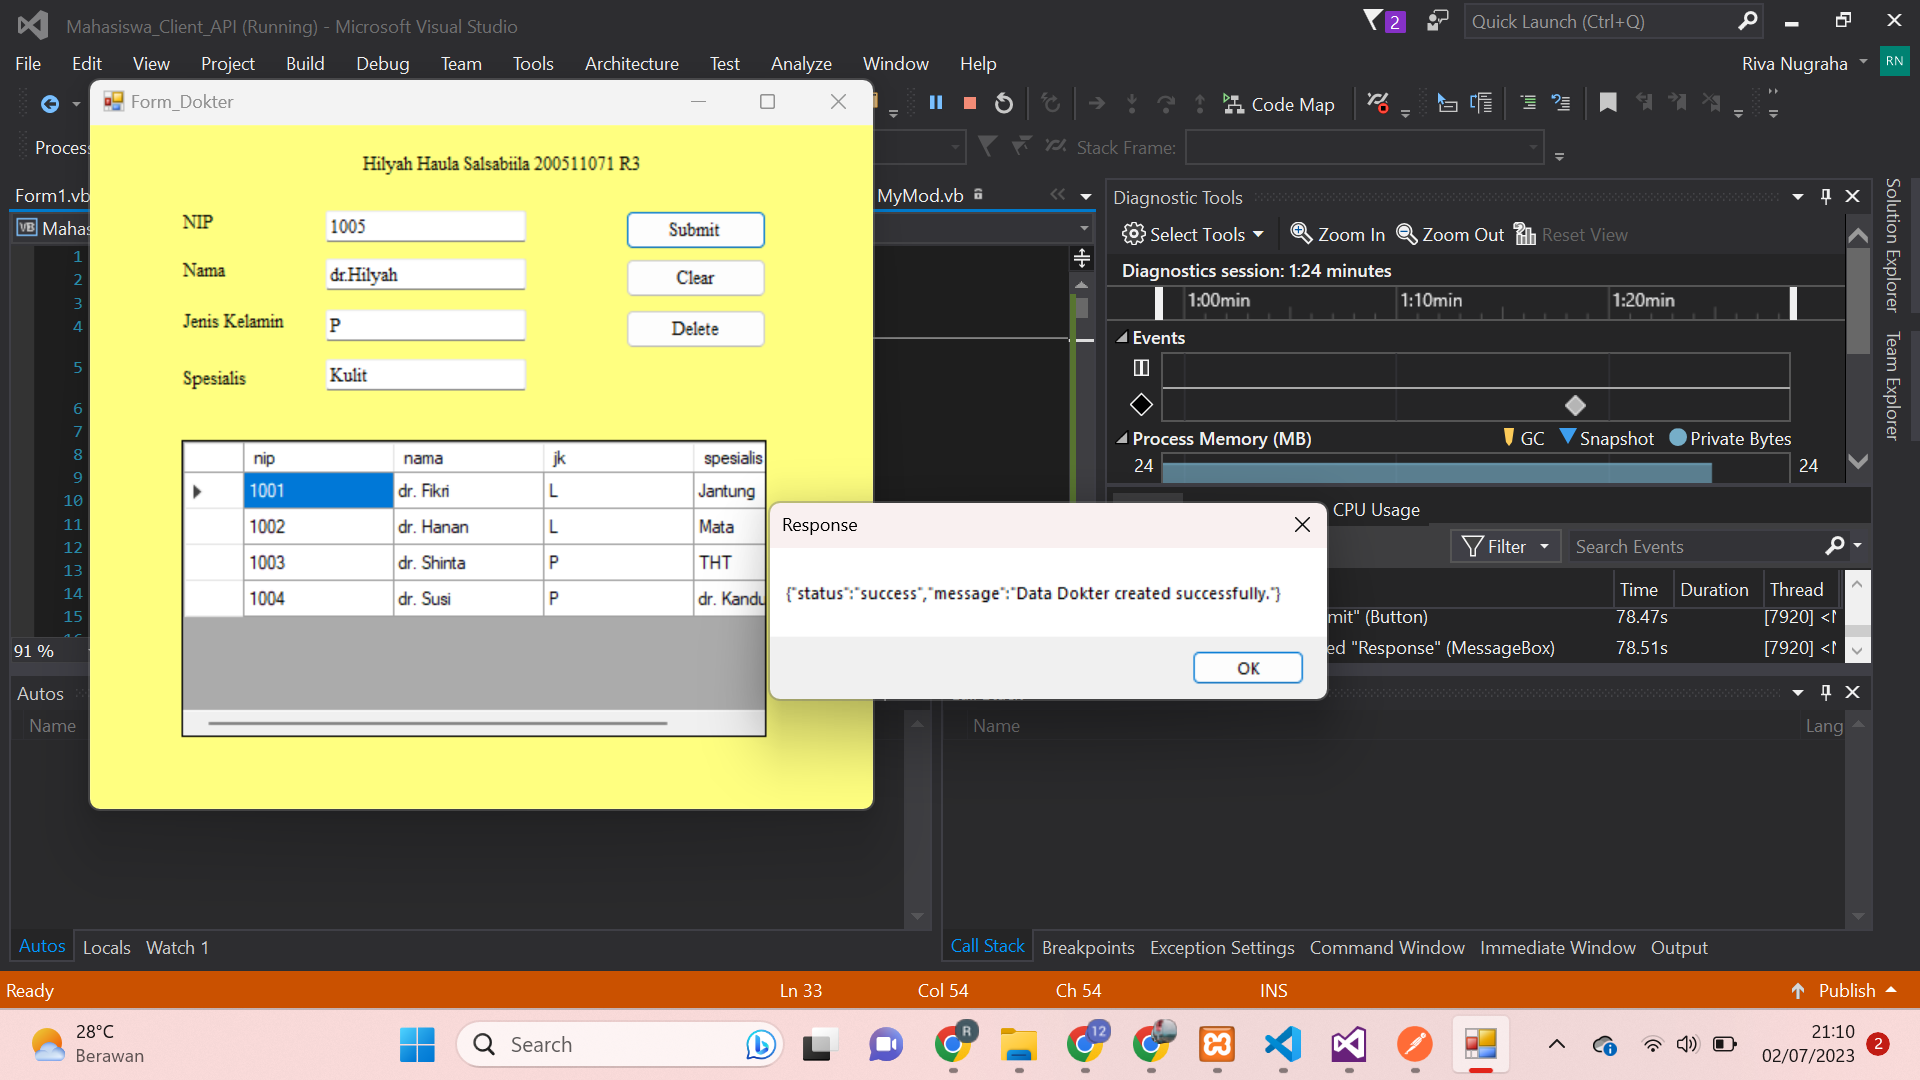 Mahasiswa_Client_API (Running) - Microsoft Visual Studio
2
Quick Launch (Ctrl+Q)
File Edit View Project Build Debug Team Tools Architecture Test Analyze Window Help
Riva Nugraha
RN
Form_Dokter
Code Map
Process
Stack Frame:
Hilyah Haula Salsabiila 200511071 R3
Form1.vb
MyMod.vb
Mahas
NIP
1005
Submit
Nama
dr.Hilyah
Clear
Jenis Kelamin
P
Delete
Spesialis
Kulit
nip nama jk spesialis
1001 dr. Fikri L Jantung
1002 dr. Hanan L Mata
1003 dr. Shinta P THT
1004 dr. Susi P dr. Kandu
1
2
3
4
5
6
7
8
9
10
11
12
13
14
15
91 %
Diagnostic Tools
Select Tools Zoom In Zoom Out Reset View
Diagnostics session: 1:24 minutes
1:00min 1:10min 1:20min
Events
Process Memory (MB) GC Snapshot Private Bytes
24 24
CPU Usage
Filter Search Events
Time Duration Thread
mit" (Button) 78.47s [7920]
ed "Response" (MessageBox) 78.51s [7920]
Solution Explorer
Team Explorer
Response
{"status":"success","message":"Data Dokter created successfully."}
OK
Autos
Name
Name Lang
Autos Locals Watch 1
Call Stack Breakpoints Exception Settings Command Window Immediate Window Output
Ready Ln 33 Col 54 Ch 54 INS Publish
28°C
Berawan
Search
R
12
21:10
02/07/2023
2